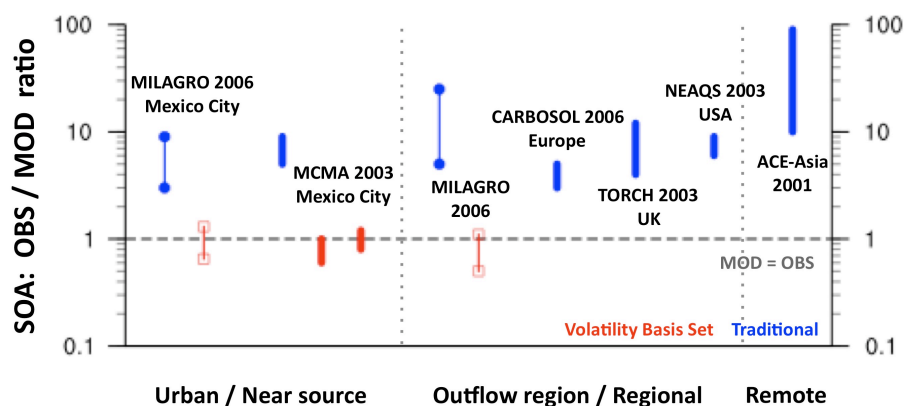 SOA: OBS / MOD ratio
100
10
1
0.1
100
10
1
0.1
MILAGRO 2006
Mexico City
MCMA 2003
Mexico City
MILAGRO
2006
CARBOSOL 2006
Europe
TORCH 2003
UK
NEAQS 2003
USA
ACE-Asia
2001
MOD = OBS
Volatility Basis Set
Traditional
Urban / Near source
Outflow region / Regional
Remote